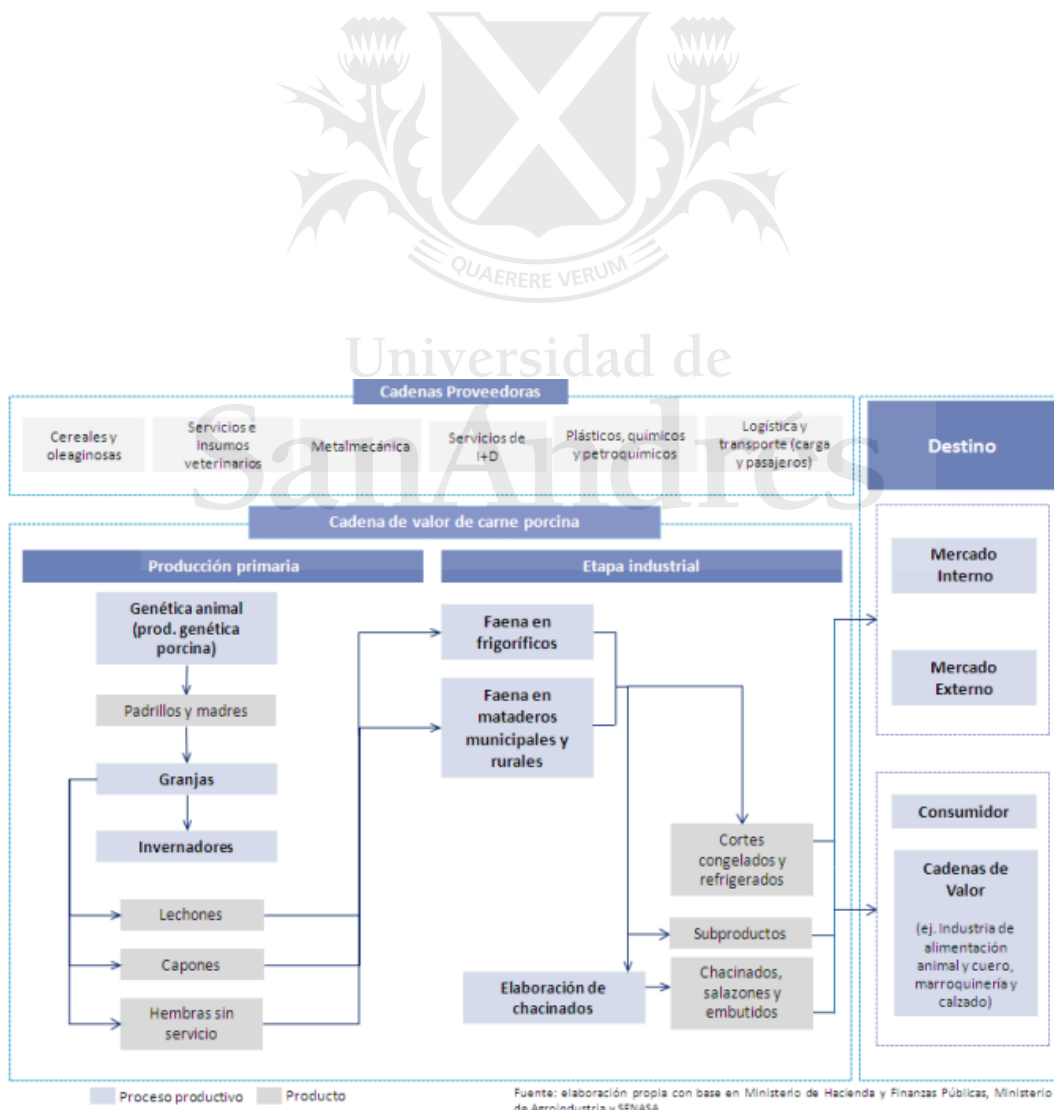 QUAERERE VERUM
Universidad de
SanAndrés
Cadenas Proveedoras
Cereales y
oleaginosas
Servicios e
insumos
veterinarios
Metalmecánica
Servicios de
I+D
Plásticos, químicos
y petroquímicos
Logística y
transporte (carga
y pasajeros)
Destino
Cadena de valor de carne porcina
Producción primaria
Etapa industrial
Genética animal
(prod. genética
porcina)
Padrillos y madres
Granjas
Invernadores
Lechones
Capones
Hembras sin
servicio
Faena en
frigoríficos
Faena en
mataderos
municipales y
rurales
Cortes
congelados y
refrigerados
Subproductos
Elaboración de
chacinados
Chacinados,
salazones y
embutidos
Mercado
Interno
Mercado
Externo
Consumidor
Cadenas de
Valor
(ej. Industria de
alimentación
animal y cuero,
marroquinería y
calzado)
Proceso productivo
Producto
Fuente: elaboración propia con base en Ministerio de Hacienda y Finanzas Públicas, Ministerio
de Agroindustria y SENASA